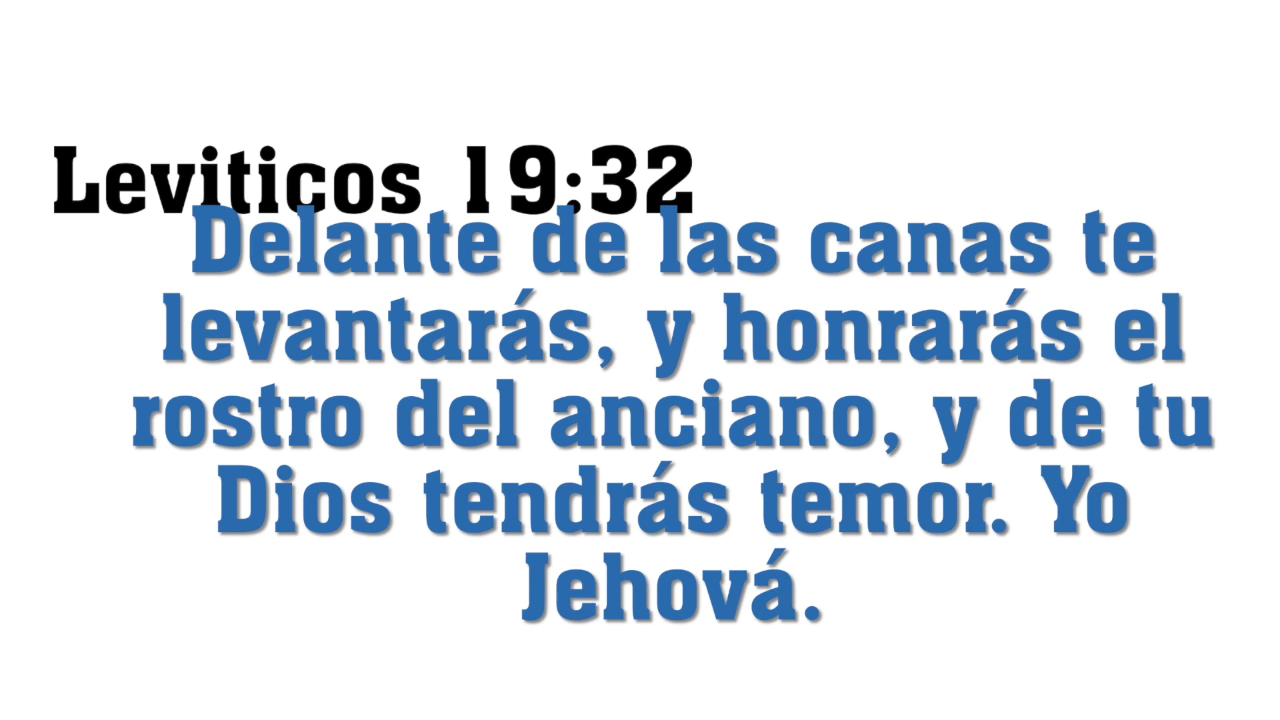 Leviticos 19:32
Delante de las canas te
levantarás, y honrarás el
rostro del anciano, y de tu
Dios tendrás temor. Yo
Jehová.